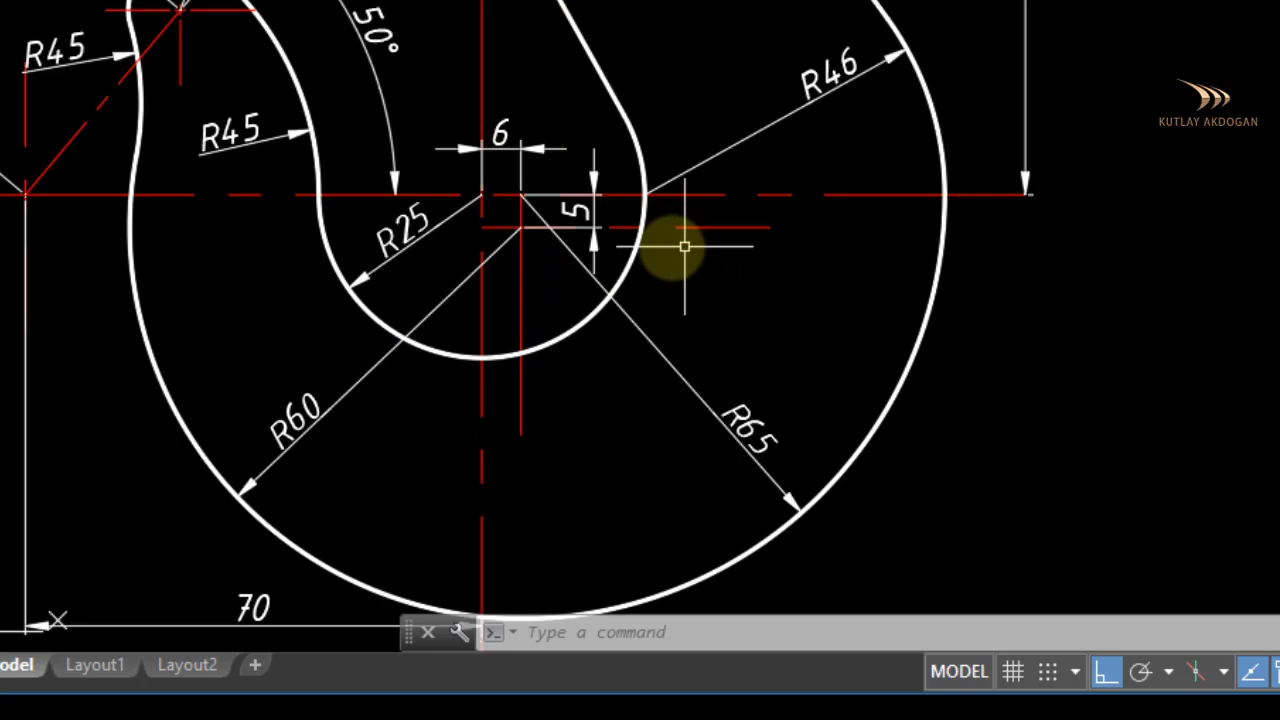 50°
R45
R46
KUTLAY AKDOGAN
R45
6
5
R25
R60
R65
70
Type a command
odel
Layout1
Layout2
+
MODEL